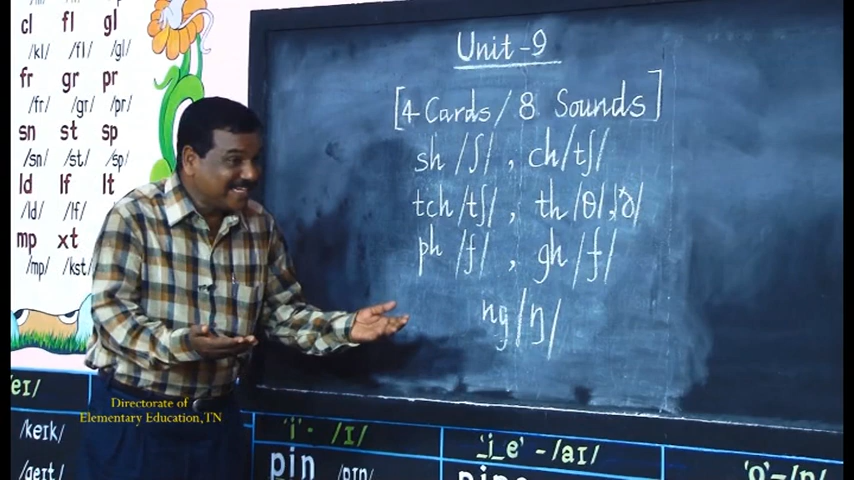 cl fl gl
/kl/ /fl/ /gl/
fr gr pr
/fr/ /gr/ /pr/
sn st sp
/sn/ /st/ /sp/
ld lf lt
/ld/ /lf/
mp xt
/mp/ /kst/
Unit-9
[4 Cards/8 Sounds]
sh /ʃ/, ch/tʃ/
tch/tʃ/, th/θ/,/ð/
ph /f/, gh/f/
ng/ŋ/
Directorate of
Elementary Education,TN
/eɪ/
/keɪk/
/geɪt/
'i' - /ɪ/
pin /pɪn/
'i_e' - /aɪ/